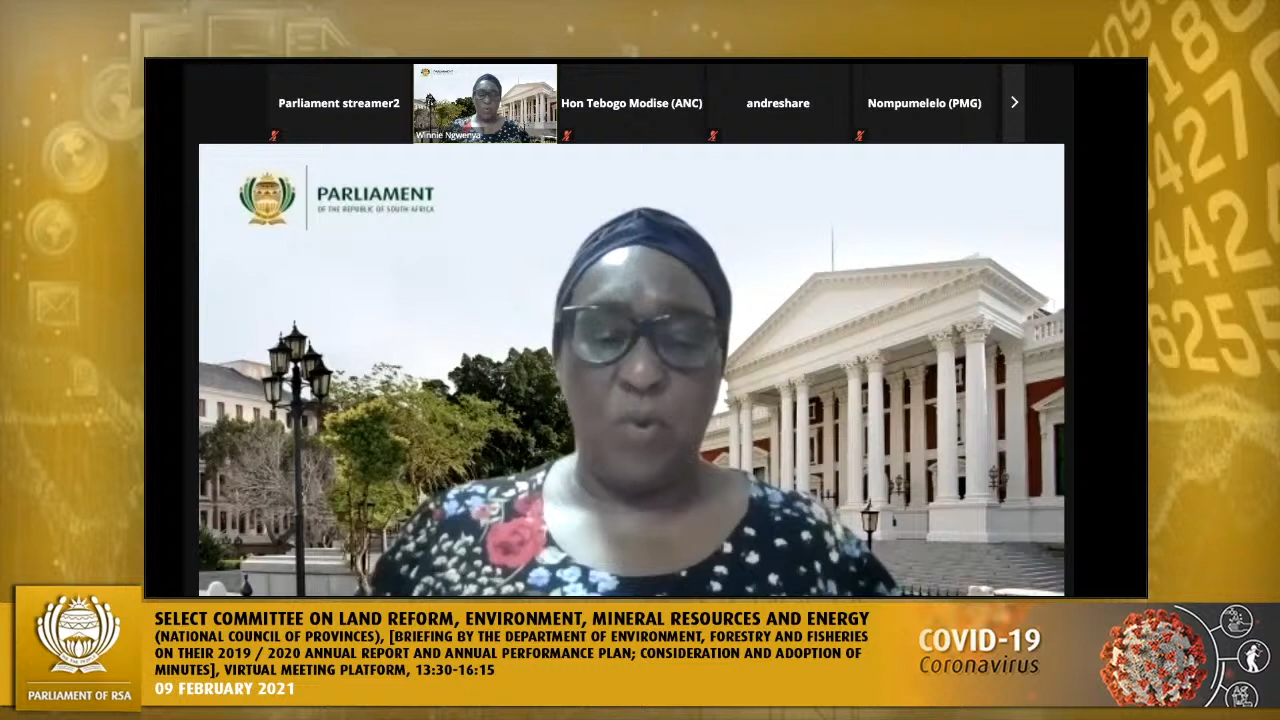 Parliament streamer2
Winnie Ngwenya
Hon Tebogo Modise (ANC)
andreshare
Nompumelelo (PMG)
PARLIAMENT
OF THE REPUBLIC OF SOUTH AFRICA
SELECT COMMITTEE ON LAND REFORM, ENVIRONMENT, MINERAL RESOURCES AND ENERGY
(NATIONAL COUNCIL OF PROVINCES), [BRIEFING BY THE DEPARTMENT OF ENVIRONMENT, FORESTRY AND FISHERIES
ON THEIR 2019 / 2020 ANNUAL REPORT AND ANNUAL PERFORMANCE PLAN; CONSIDERATION AND ADOPTION OF
MINUTES], VIRTUAL MEETING PLATFORM, 13:30-16:15
09 FEBRUARY 2021
PARLIAMENT OF RSA
COVID-19
Coronavirus
6255